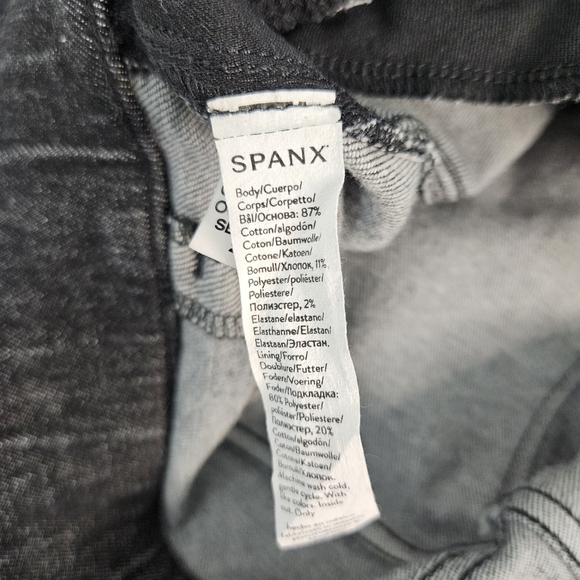 SPANX
Body/Cuerpo/
Corps/Corpetto/
Bål/Основа: 87%
Cotton/algodón/
Coton/Baumwolle/
Cotone/Katoen/
Bomull/Хлопок, 11%
Polyester/poliéster/
Poliestere/
Полиэстер, 2%
Elastane/elastano/
Elasthanne/Elastan/
Elastaan/Эластан.
Lining/Forro/
Doublure/Futter/
Fodera/Voering/
Foder/Подкладка:
80% Polyester/
poliéster/Poliestere/
Полиэстер, 20%
Cotton/algodón/
Coton/Baumwolle/
Cotone/Katoen/
Bomull/Хлопок.
Machine wash cold,
gentle cycle. With
like colors. Inside
out. Only